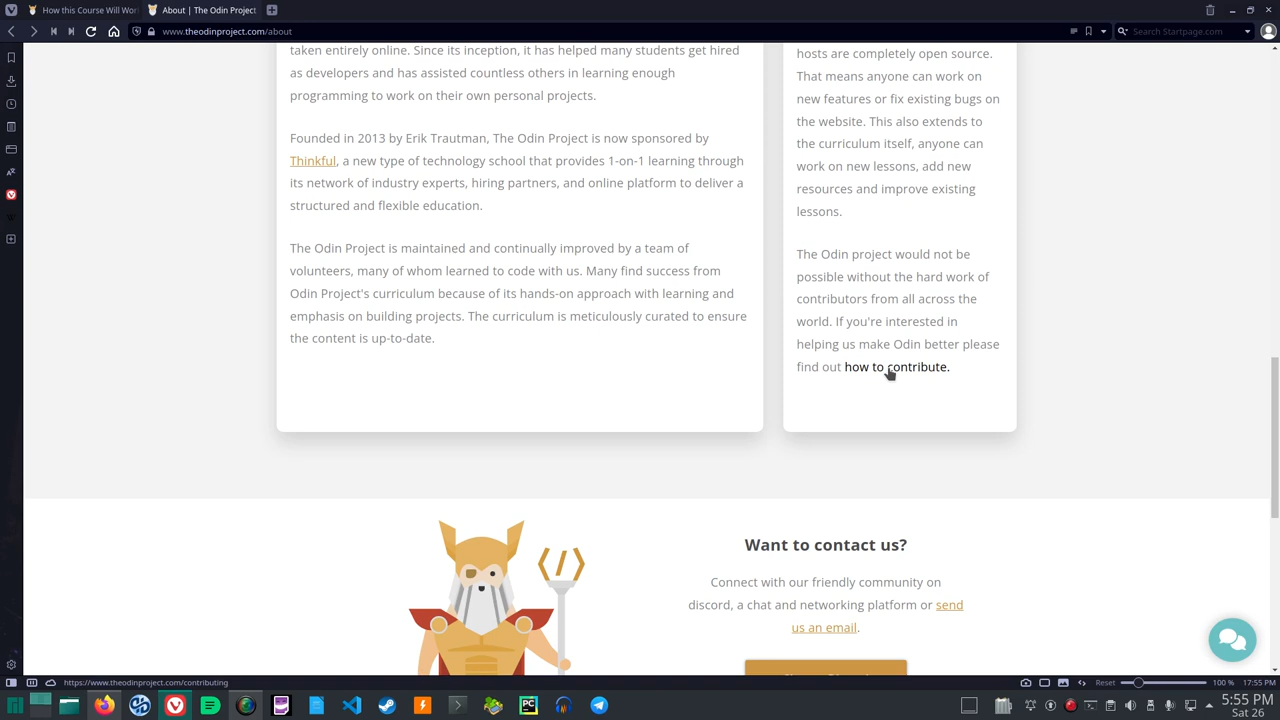 How this Course Will Wor
About | The Odin Project
www.theodinproject.com/about
Search Startpage.com
taken entirely online. Since its inception, it has helped many students get hired
as developers and has assisted countless others in learning enough
programming to work on their own personal projects.
Founded in 2013 by Erik Trautman, The Odin Project is now sponsored by
Thinkful, a new type of technology school that provides 1-on-1 learning through
its network of industry experts, hiring partners, and online platform to deliver a
structured and flexible education.
The Odin Project is maintained and continually improved by a team of
volunteers, many of whom learned to code with us. Many find success from
Odin Project's curriculum because of its hands-on approach with learning and
emphasis on building projects. The curriculum is meticulously curated to ensure
the content is up-to-date.
hosts are completely open source.
That means anyone can work on
new features or fix existing bugs on
the website. This also extends to
the curriculum itself, anyone can
work on new lessons, add new
resources and improve existing
lessons.
The Odin project would not be
possible without the hard work of
contributors from all across the
world. If you're interested in
helping us make Odin better please
find out how to contribute.
Want to contact us?
Connect with our friendly community on
discord, a chat and networking platform or send
us an email.
https://www.theodinproject.com/contributing
Reset
100 %
17:55 PM
5:55 PM
Sat 26